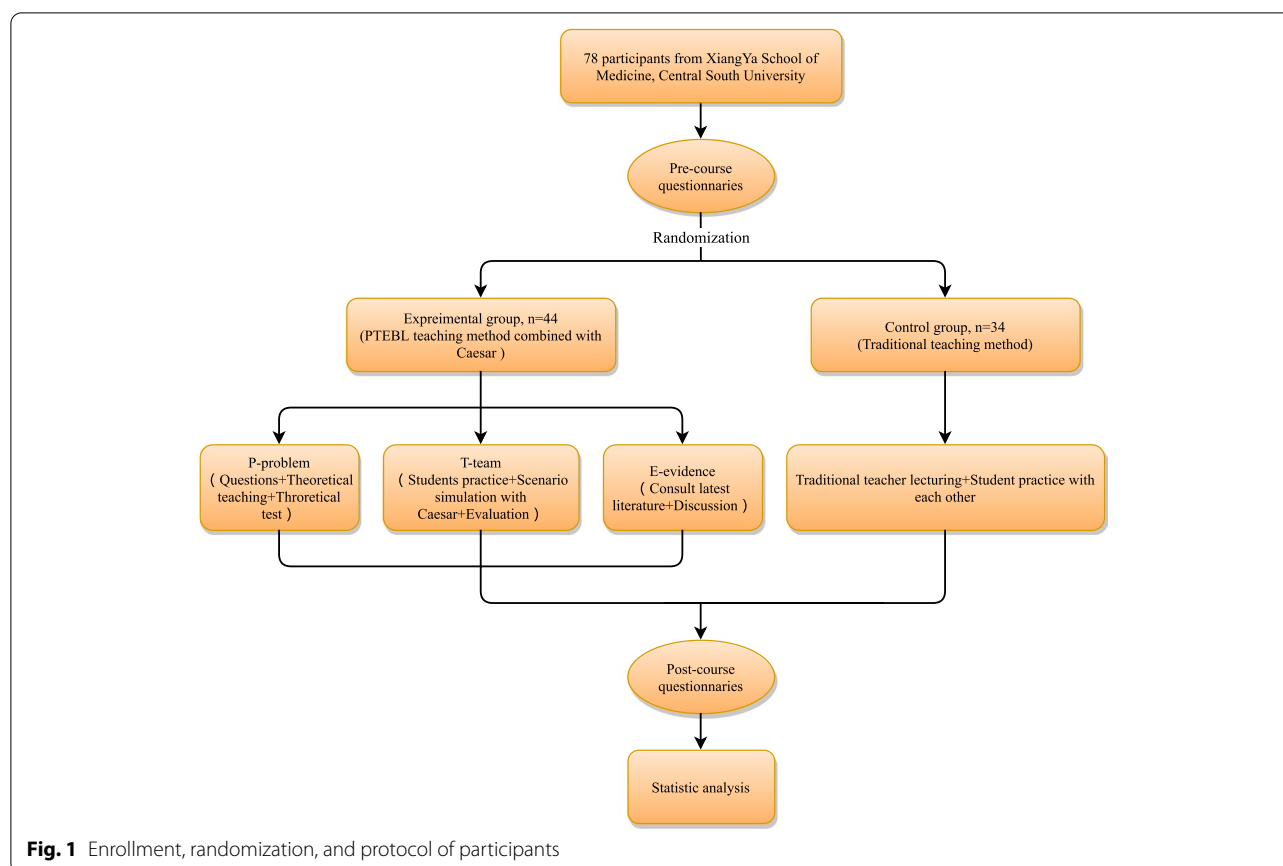 78 participants from XiangYa School of
Medicine, Central South University
Pre-course
questionnaries
Randomization
Expreimental group, n=44
(PTEBL teaching method combined with
Caesar )
Control group, n=34
(Traditional teaching method)
P-problem
( Questions+Theoretical
teaching+Throretical
test )
T-team
( Students practice+Scenario
simulation with
Caesar+Evaluation )
E-evidence
( Consult latest
literature+Discussion )
Traditional teacher lecturing+Student practice with
each other
Post-course
questionnaries
Statistic analysis
Fig. 1 Enrollment, randomization, and protocol of participants